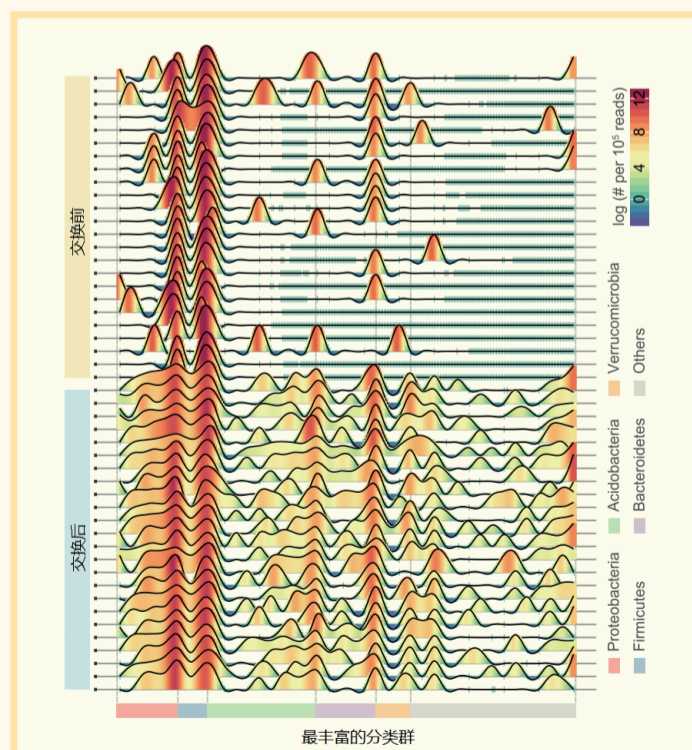 交换前
交换后
log (# per 10⁵ reads)
0 4 8 12
Proteobacteria
Acidobacteria
Verrucomicrobia
Firmicutes
Bacteroidetes
Others
最丰富的分类群